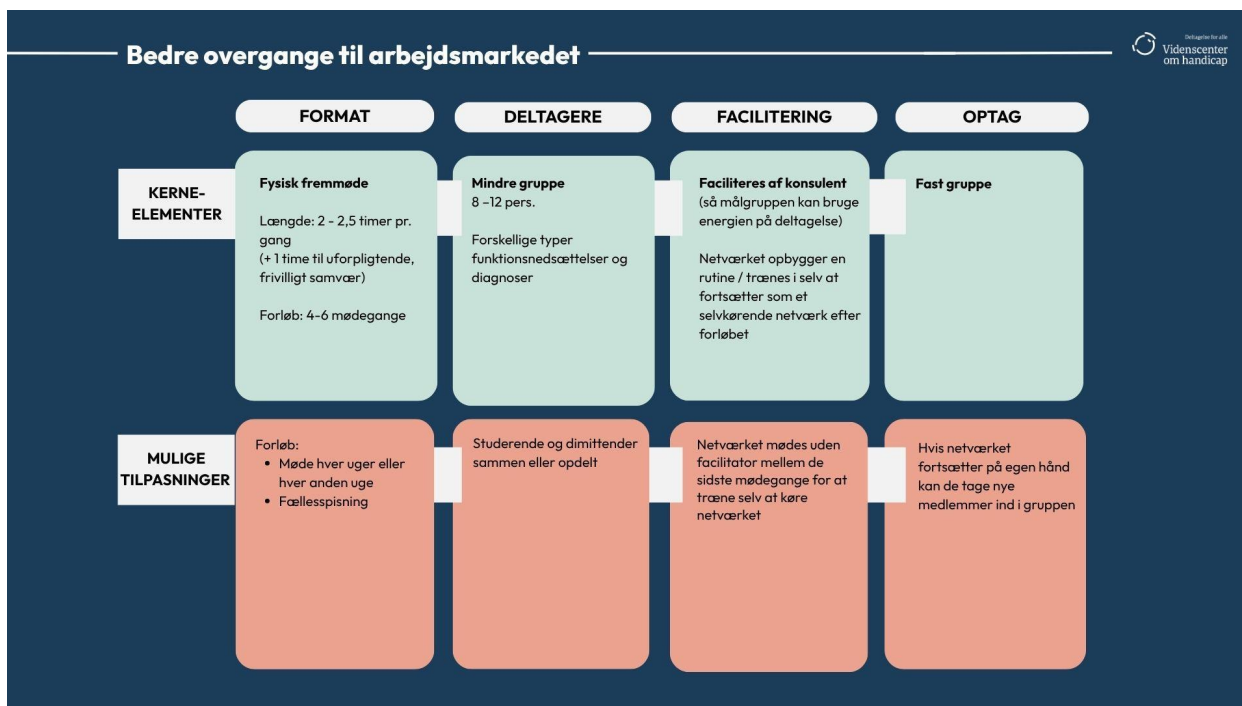 Bedre overgange til arbejdsmarkedet
Deltagelse for alle
Videnscenter
om handicap
FORMAT
DELTAGERE
FACILITERING
OPTAG
KERNE-
ELEMENTER
Fysisk fremmøde
Længde: 2 - 2,5 timer pr.
gang
(+ 1 time til uforpligtende,
frivilligt samvær)
Forløb: 4-6 mødegange
Mindre gruppe
8 –12 pers.
Forskellige typer
funktionsnedsættelser og
diagnoser
Faciliteres af konsulent
(så målgruppen kan bruge
energien på deltagelse)
Netværket opbygger en
rutine / trænes i selv at
fortsætter som et
selvkørende netværk efter
forløbet
Fast gruppe
MULIGE
TILPASNINGER
Forløb:
• Møde hver uger eller
hver anden uge
• Fællesspisning
Studerende og dimittender
sammen eller opdelt
Netværket mødes uden
facilitator mellem de
sidste mødegange for at
træne selv at køre
netværket
Hvis netværket
fortsætter på egen hånd
kan de tage nye
medlemmer ind i gruppen